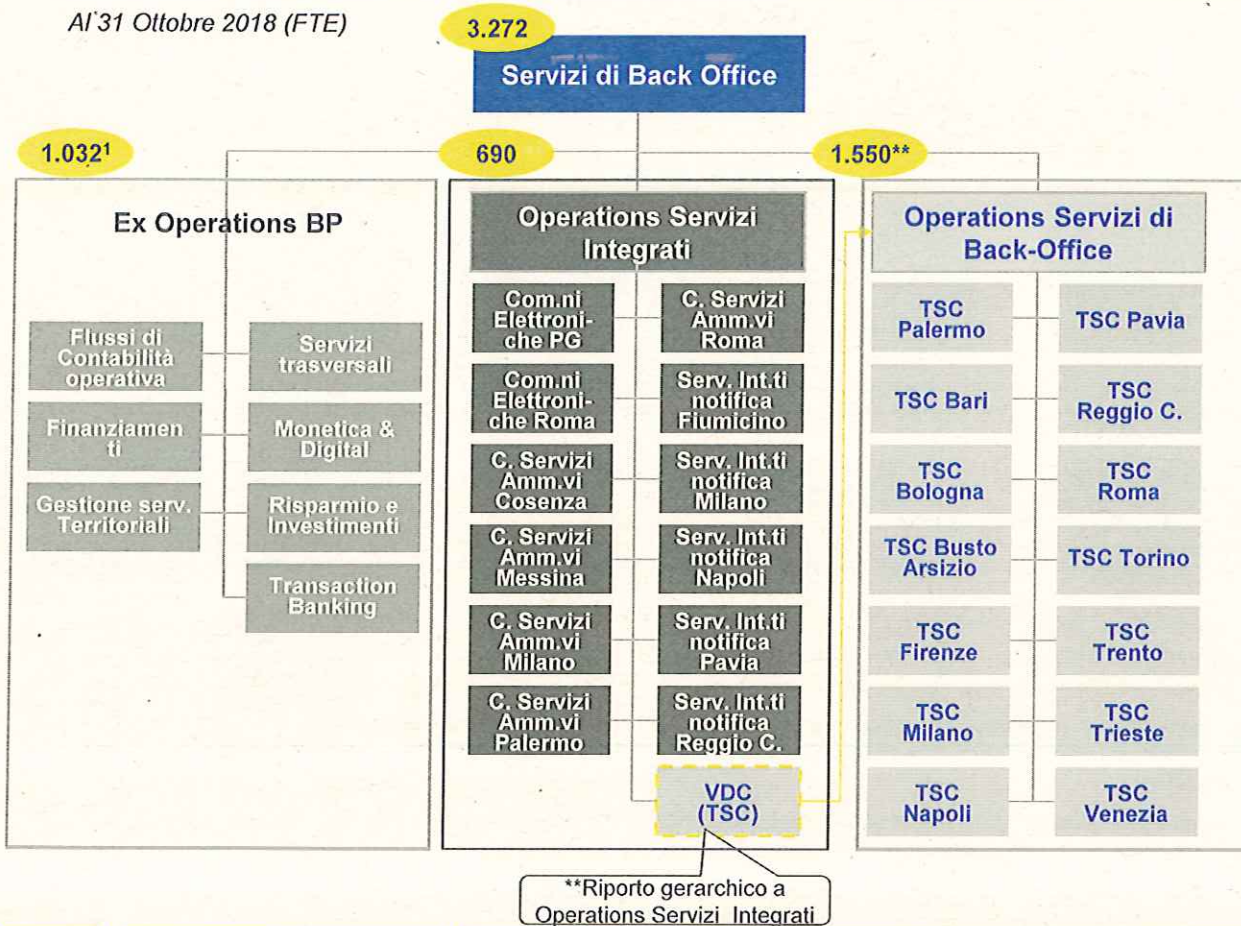 Al 31 Ottobre 2018 (FTE)
3.272
Servizi di Back Office
1.032¹
690
1.550**
Ex Operations BP
Flussi di
Contabilità
operativa
Servizi
trasversali
Finanziamen
ti
Monetica &
Digital
Gestione serv.
Territoriali
Risparmio e
Investimenti
Transaction
Banking
Operations Servizi
Integrati
Com.ni
Elettroni-
che PG
C. Servizi
Amm.vi
Roma
Com.ni
Elettroni-
che Roma
Serv. Int.ti
notifica
Fiumicino
C. Servizi
Amm.vi
Cosenza
Serv. Int.ti
notifica
Milano
C. Servizi
Amm.vi
Messina
Serv. Int.ti
notifica
Napoli
C. Servizi
Amm.vi
Milano
Serv. Int.ti
notifica
Pavia
C. Servizi
Amm.vi
Palermo
Serv. Int.ti
notifica
Reggio C.
VDC
(TSC)
**Riporto gerarchico a
Operations Servizi Integrati
Operations Servizi di
Back-Office
TSC
Palermo
TSC Pavia
TSC Bari
TSC
Reggio C.
TSC
Bologna
TSC
Roma
TSC Busto
Arsizio
TSC Torino
TSC
Firenze
TSC
Trento
TSC
Milano
TSC
Trieste
TSC
Napoli
TSC
Venezia